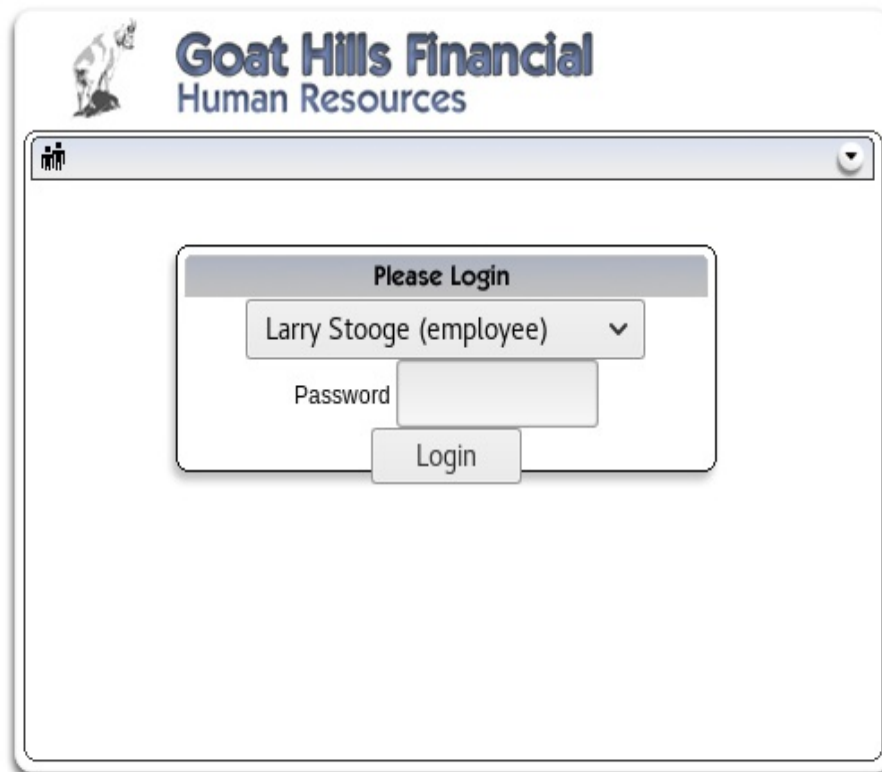 Goat Hills Financial
Human Resources
Please Login
Larry Stooge (employee)
Password
Login